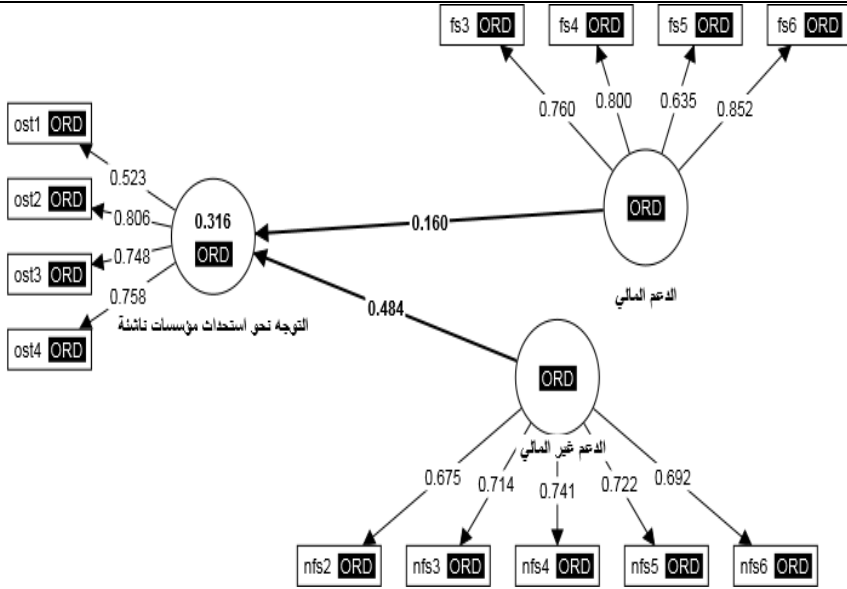 fs3 ORD fs4 ORD fs5 ORD fs6 ORD
0.760 0.800 0.635 0.852
ost1 ORD
0.523
ost2 ORD
0.806
ost3 ORD
0.748
ost4 ORD
0.758
0.316
ORD
التوجه نحو استحداث مؤسسات ناشئة
0.160
ORD
الدعم المالي
0.484
ORD
الدعم غير المالي
0.675 0.714 0.741 0.722 0.692
nfs2 ORD nfs3 ORD nfs4 ORD nfs5 ORD nfs6 ORD